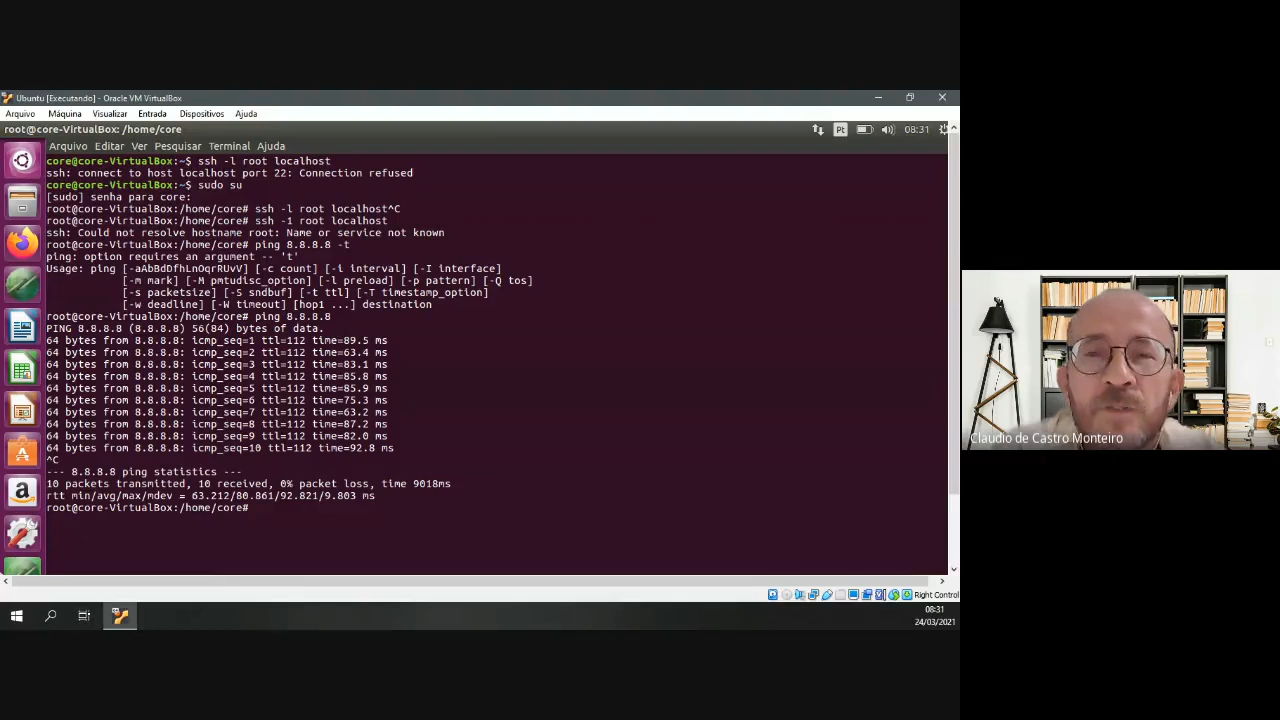 Ubuntu [Executando] - Oracle VM VirtualBox
Arquivo Máquina Visualizar Entrada Dispositivos Ajuda
root@core-VirtualBox: /home/core
Pt
08:31
Arquivo Editar Ver Pesquisar Terminal Ajuda
core@core-VirtualBox:~$ ssh -l root localhost
ssh: connect to host localhost port 22: Connection refused
core@core-VirtualBox:~$ sudo su
[sudo] senha para core:
root@core-VirtualBox:/home/core# ssh -l root localhost^C
root@core-VirtualBox:/home/core# ssh -1 root localhost
ssh: Could not resolve hostname root: Name or service not known
root@core-VirtualBox:/home/core# ping 8.8.8.8 -t
ping: option requires an argument -- 't'
Usage: ping [-aAbBdDfhLnOqrRUvV] [-c count] [-i interval] [-I interface]
[-m mark] [-M pmtudisc_option] [-l preload] [-p pattern] [-Q tos]
[-s packetsize] [-S sndbuf] [-t ttl] [-T timestamp_option]
[-w deadline] [-W timeout] [hop1 ...] destination
root@core-VirtualBox:/home/core# ping 8.8.8.8
PING 8.8.8.8 (8.8.8.8) 56(84) bytes of data.
64 bytes from 8.8.8.8: icmp_seq=1 ttl=112 time=89.5 ms
64 bytes from 8.8.8.8: icmp_seq=2 ttl=112 time=63.4 ms
64 bytes from 8.8.8.8: icmp_seq=3 ttl=112 time=83.1 ms
64 bytes from 8.8.8.8: icmp_seq=4 ttl=112 time=85.8 ms
64 bytes from 8.8.8.8: icmp_seq=5 ttl=112 time=85.9 ms
64 bytes from 8.8.8.8: icmp_seq=6 ttl=112 time=75.3 ms
64 bytes from 8.8.8.8: icmp_seq=7 ttl=112 time=63.2 ms
64 bytes from 8.8.8.8: icmp_seq=8 ttl=112 time=87.2 ms
64 bytes from 8.8.8.8: icmp_seq=9 ttl=112 time=82.0 ms
64 bytes from 8.8.8.8: icmp_seq=10 ttl=112 time=92.8 ms
^C
--- 8.8.8.8 ping statistics ---
10 packets transmitted, 10 received, 0% packet loss, time 9018ms
rtt min/avg/max/mdev = 63.212/80.861/92.821/9.803 ms
root@core-VirtualBox:/home/core#
Right Control
08:31
24/03/2021
Claudio de Castro Monteiro